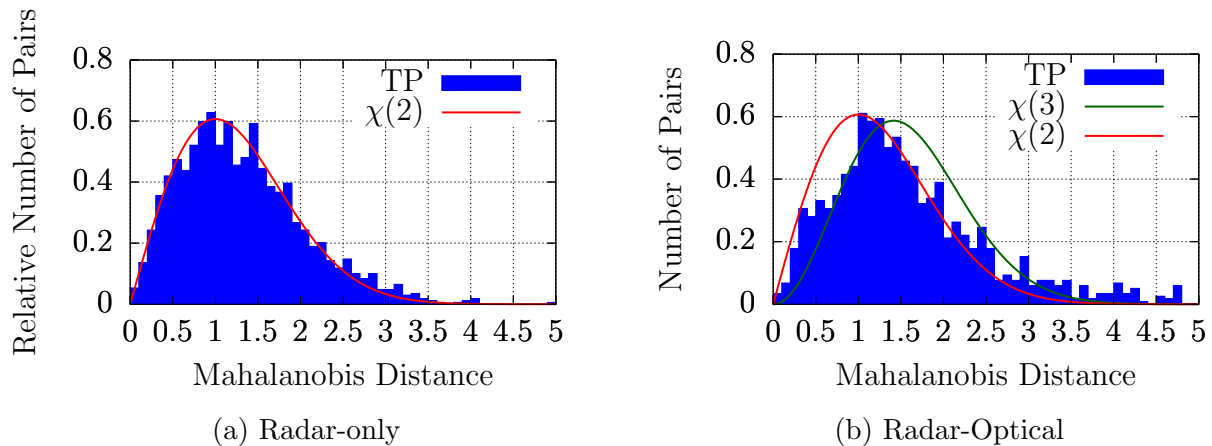 Relative Number of Pairs
0.8
0.6
0.4
0.2
0
TP
χ(2)
0 0.5 1 1.5 2 2.5 3 3.5 4 4.5 5
Mahalanobis Distance
(a) Radar-only
Number of Pairs
0.8
0.6
0.4
0.2
0
TP
χ(3)
χ(2)
0 0.5 1 1.5 2 2.5 3 3.5 4 4.5 5
Mahalanobis Distance
(b) Radar-Optical